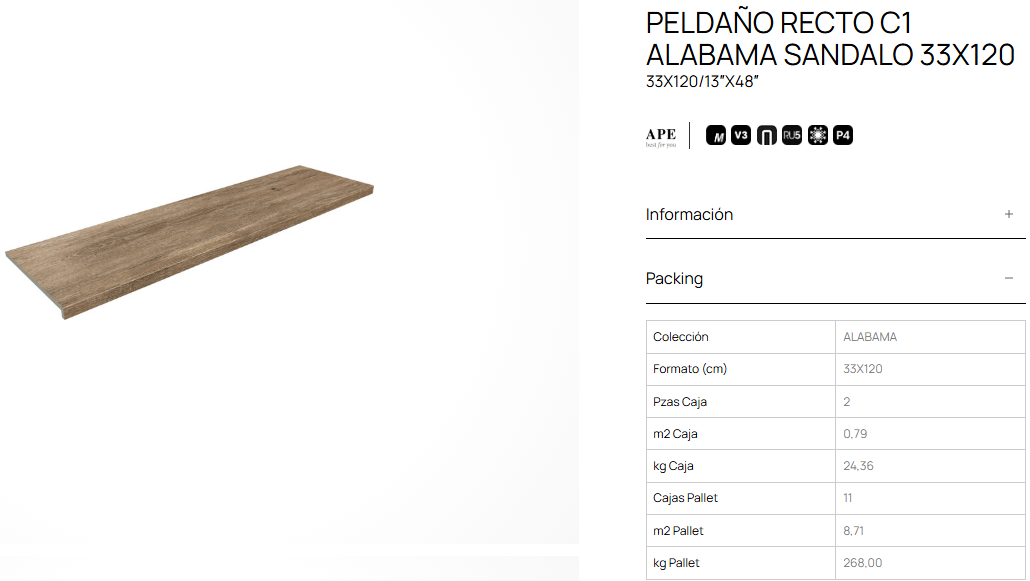 PELDAÑO RECTO C1
ALABAMA SANDALO 33X120
33X120/13″X48″
APE
best for you
M V3 RU5 P4
Información +
Packing −
Colección ALABAMA
Formato (cm) 33X120
Pzas Caja 2
m2 Caja 0,79
kg Caja 24,36
Cajas Pallet 11
m2 Pallet 8,71
kg Pallet 268,00